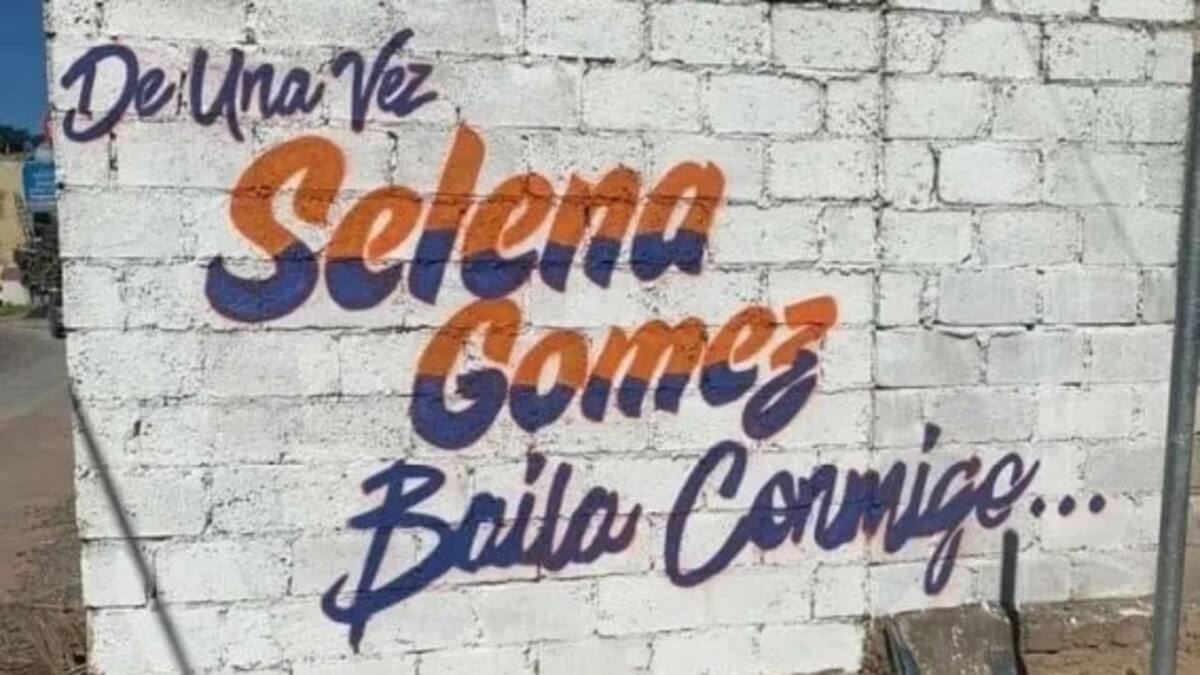 De Una Vez
Selena
Gomez
Baila Conmigo...